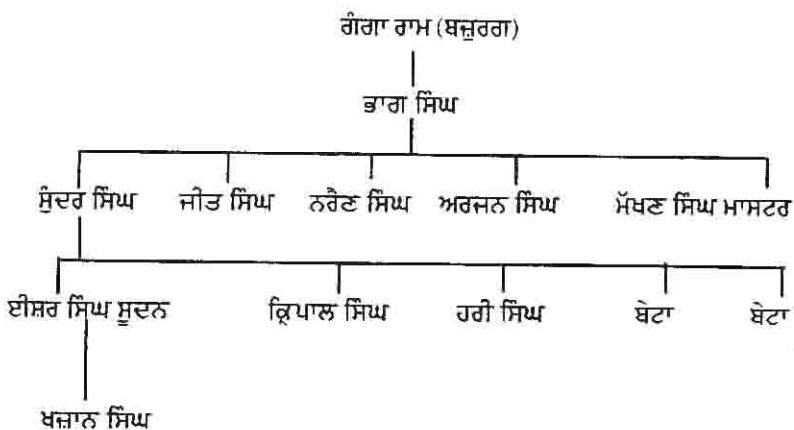 ਗੰਗਾ ਰਾਮ (ਬਜ਼ੁਰਗ)
ਭਾਗ ਸਿੰਘ
ਸੁੰਦਰ ਸਿੰਘ ਜੀਤ ਸਿੰਘ ਨਰੈਣ ਸਿੰਘ ਅਰਜਨ ਸਿੰਘ ਮੱਖਣ ਸਿੰਘ ਮਾਸਟਰ
ਈਸ਼ਰ ਸਿੰਘ ਸੂਦਨ ਕ੍ਰਿਪਾਲ ਸਿੰਘ ਹਰੀ ਸਿੰਘ ਬੇਟਾ ਬੇਟਾ
ਖਜ਼ਾਨ ਸਿੰਘ